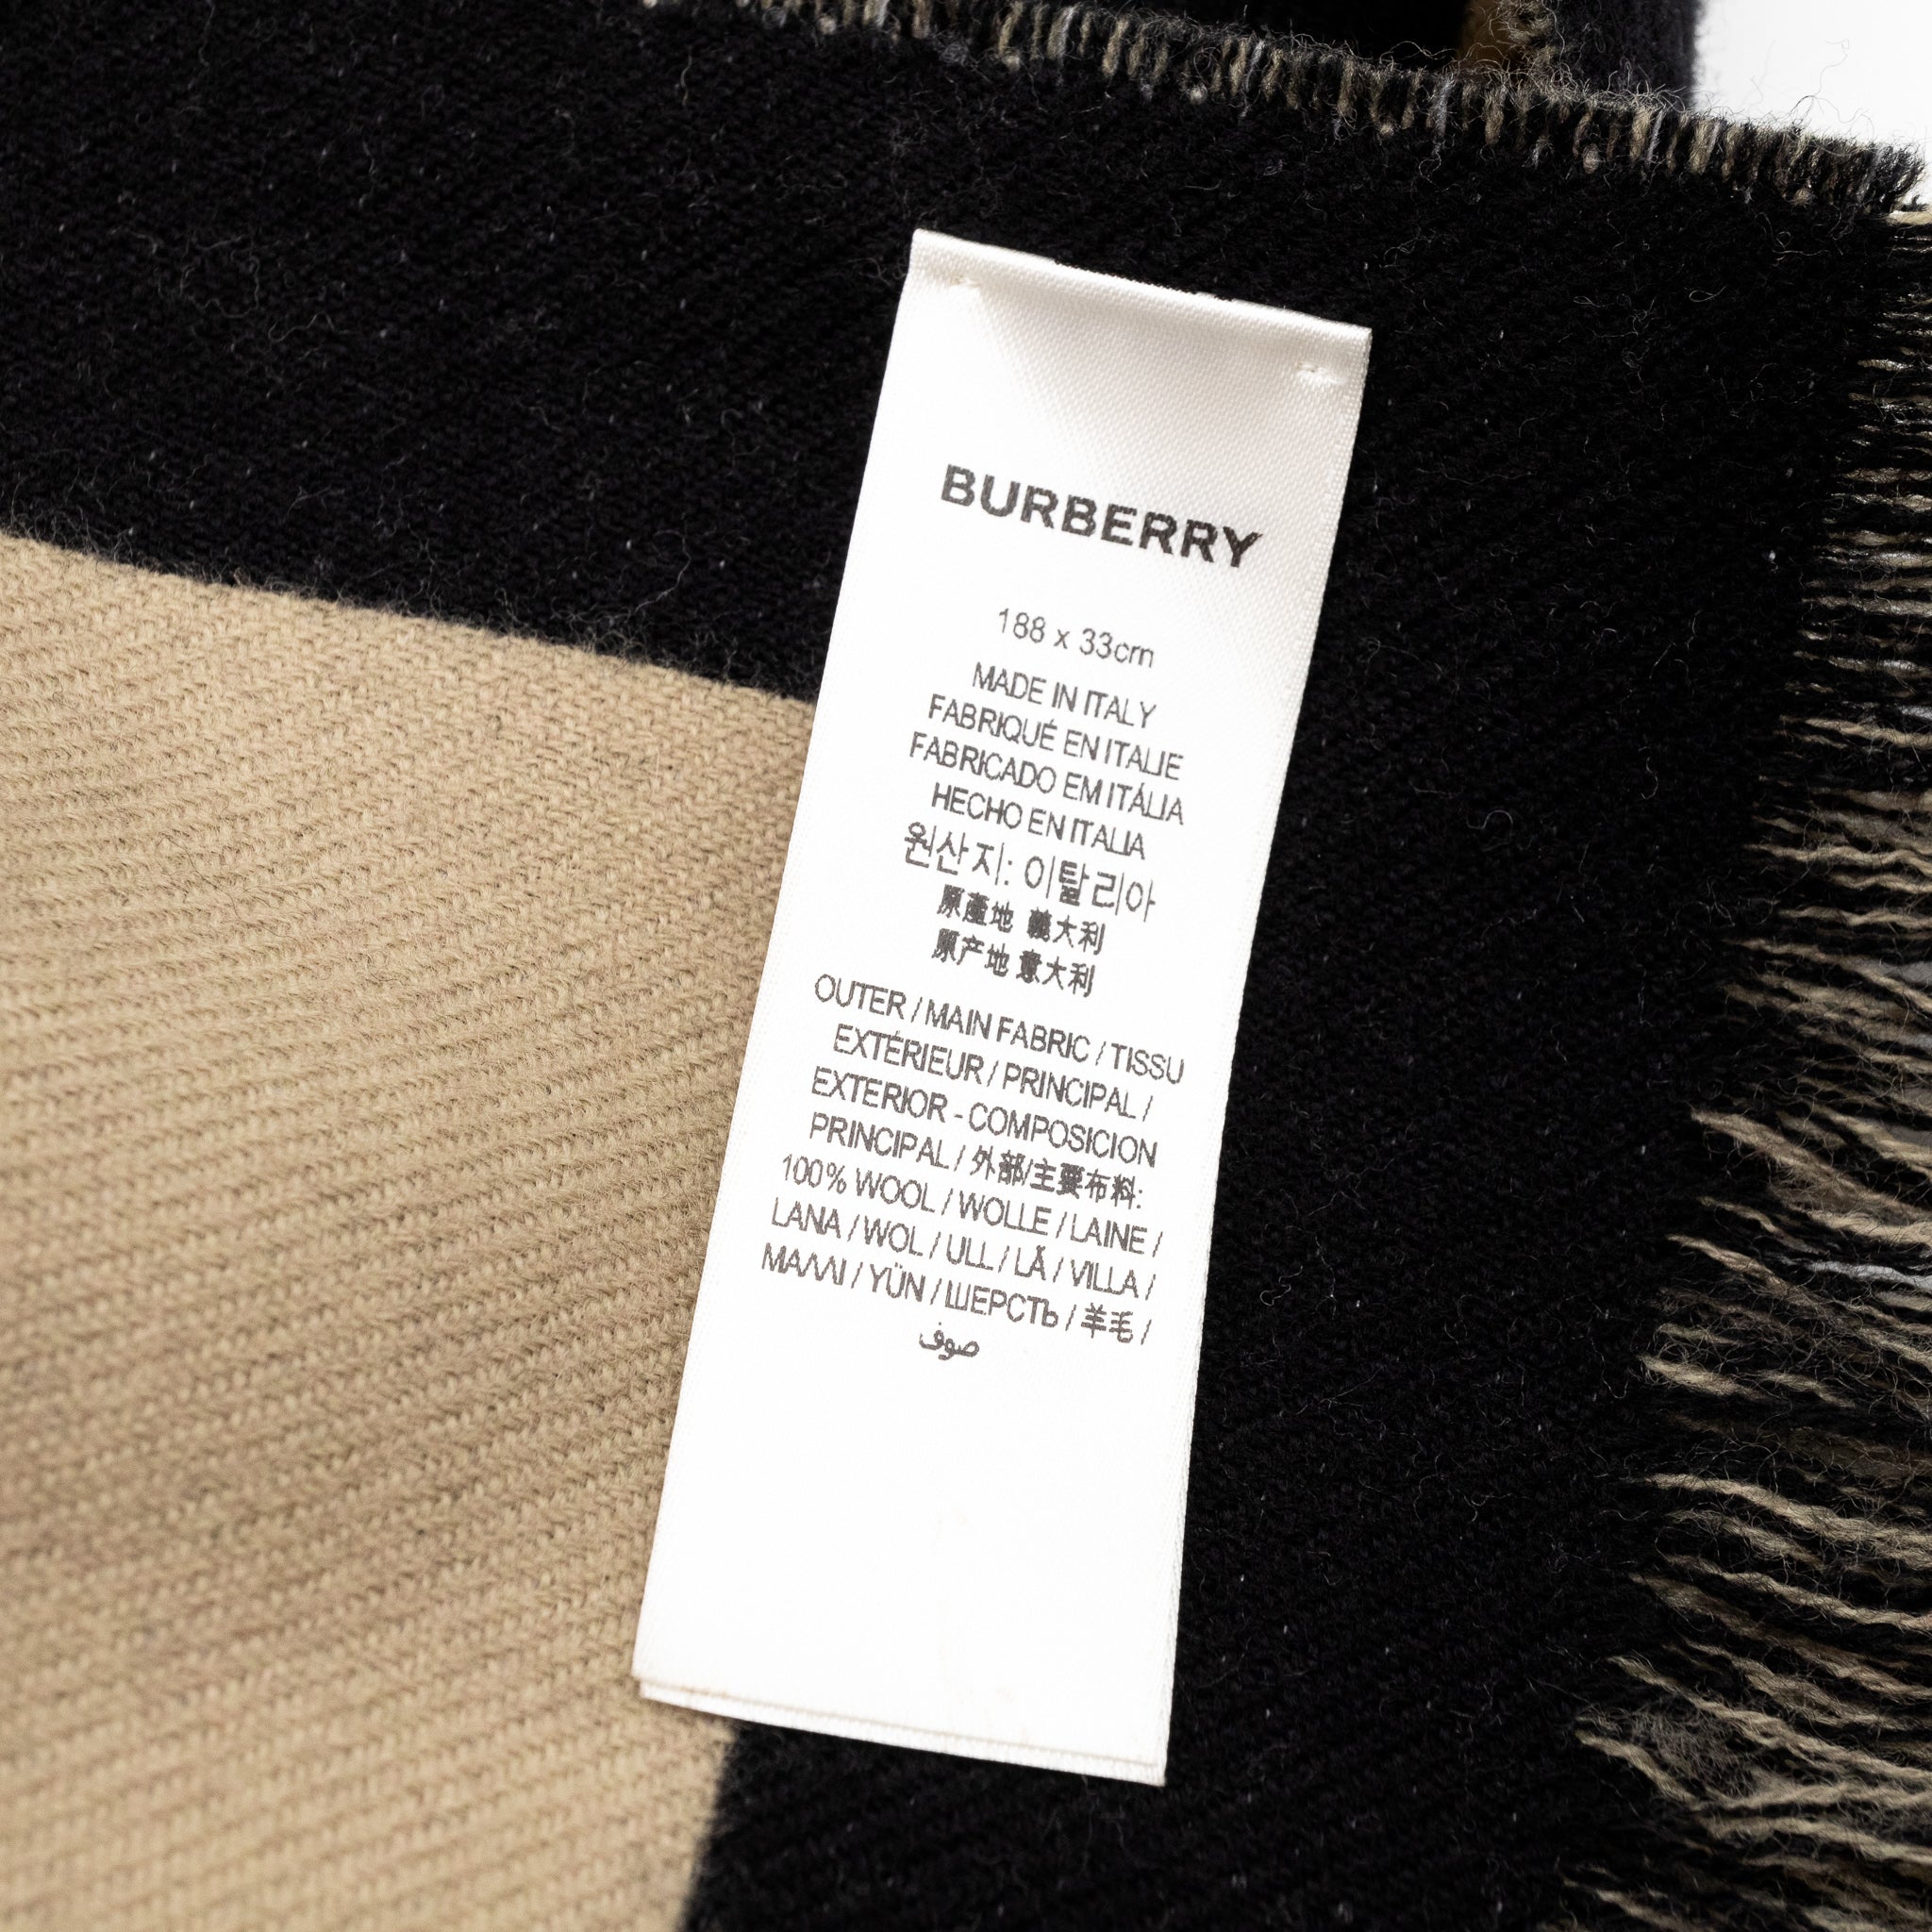 BURBERRY
188 x 33cm
MADE IN ITALY
FABRIQUÉ EN ITALIE
FABRICADO EM ITÁLIA
HECHO EN ITALIA
원산지: 이탈리아
原產地 義大利
原产地 意大利
OUTER / MAIN FABRIC / TISSU
EXTÉRIEUR / PRINCIPAL /
EXTERIOR - COMPOSICION
PRINCIPAL / 外部/主要布料:
100% WOOL / WOLLE / LAINE /
LANA / WOL / ULL / LÃ / VILLA /
ΜΑΛΛΙ / YÜN / ШЕРСТЬ / 羊毛 /
صوف